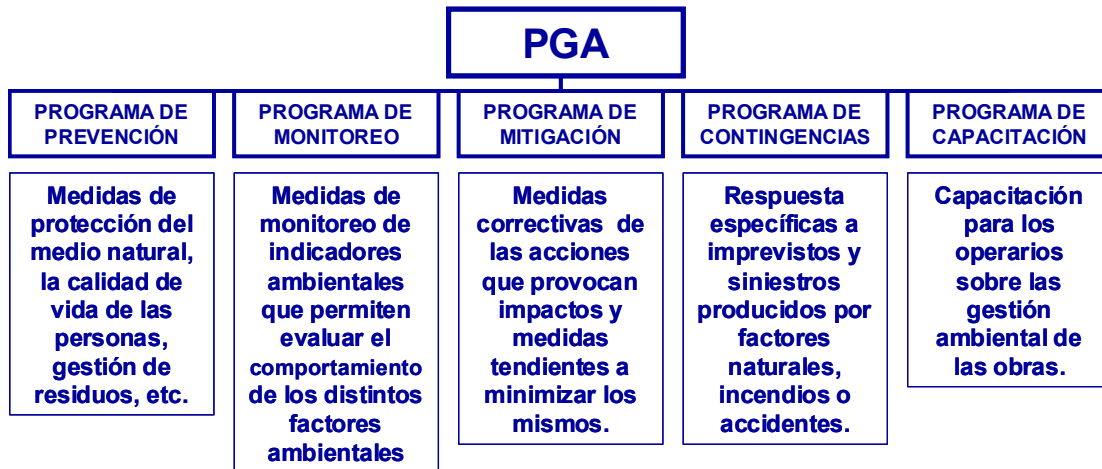 PGA
PROGRAMA DE
PREVENCIÓN
PROGRAMA DE
MONITOREO
PROGRAMA DE
MITIGACIÓN
PROGRAMA DE
CONTINGENCIAS
PROGRAMA DE
CAPACITACIÓN
Medidas de
protección del
medio natural,
la calidad de
vida de las
personas,
gestión de
residuos, etc.
Medidas de
monitoreo de
indicadores
ambientales
que permiten
evaluar el
comportamiento
de los distintos
factores
ambientales
Medidas
correctivas de
las acciones
que provocan
impactos y
medidas
tendientes a
minimizar los
mismos.
Respuesta
específicas a
imprevistos y
siniestros
producidos por
factores
naturales,
incendios o
accidentes.
Capacitación
para los
operarios
sobre las
gestión
ambiental de
las obras.